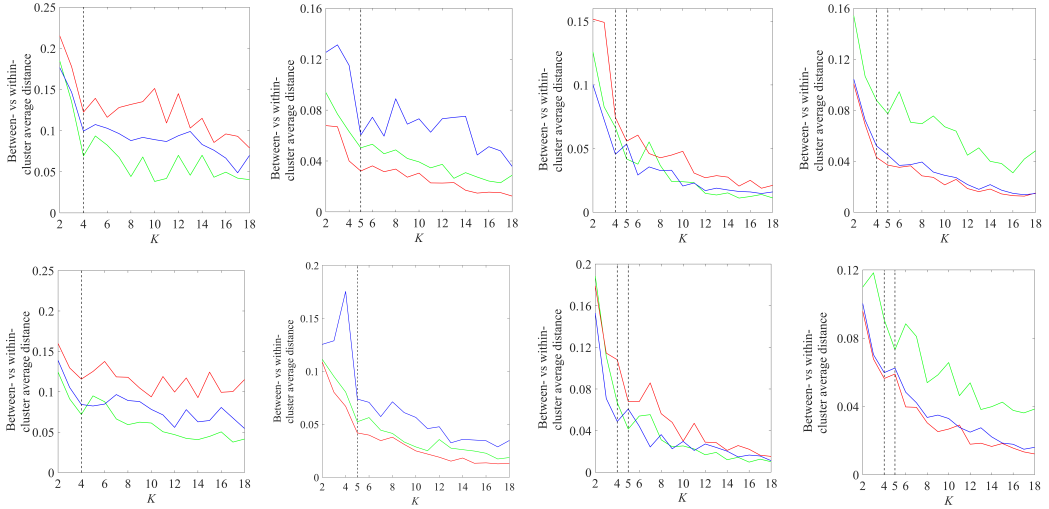 Between- vs within-
cluster average distance
0.25
0.2
0.15
0.1
0.05
0
2 4 6 8 10 12 14 16 18
K
Between- vs within-
cluster average distance
0.16
0.12
0.08
0.04
0
2 4 5 6 8 10 12 14 16 18
K
Between- vs within-
cluster average distance
0.15
0.1
0.05
0
2 4 5 6 8 10 12 14 16 18
K
Between- vs within-
cluster average distance
0.16
0.12
0.08
0.04
0
2 4 5 6 8 10 12 14 16 18
K
Between- vs within-
cluster average distance
0.25
0.2
0.15
0.1
0.05
0
2 4 6 8 10 12 14 16 18
K
Between- vs within-
cluster average distance
0.2
0.15
0.1
0.05
0
2 4 5 6 8 10 12 14 16 18
K
Between- vs within-
cluster average distance
0.2
0.16
0.12
0.08
0.04
0
2 4 5 6 8 10 12 14 16 18
K
Between- vs within-
cluster average distance
0.12
0.08
0.04
0
2 4 5 6 8 10 12 14 16 18
K